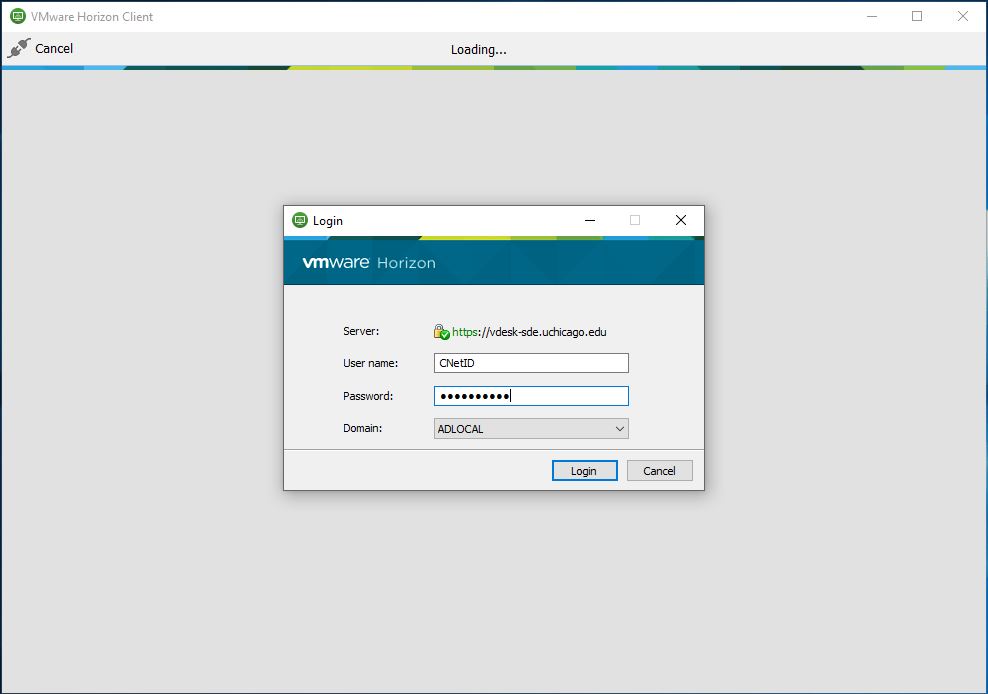 VMware Horizon Client
Cancel
Loading...
Login
vmware Horizon
Server: https://vdesk-sde.uchicago.edu
User name: CNetID
Password: ●●●●●●●●●●
Domain: ADLOCAL
Login Cancel